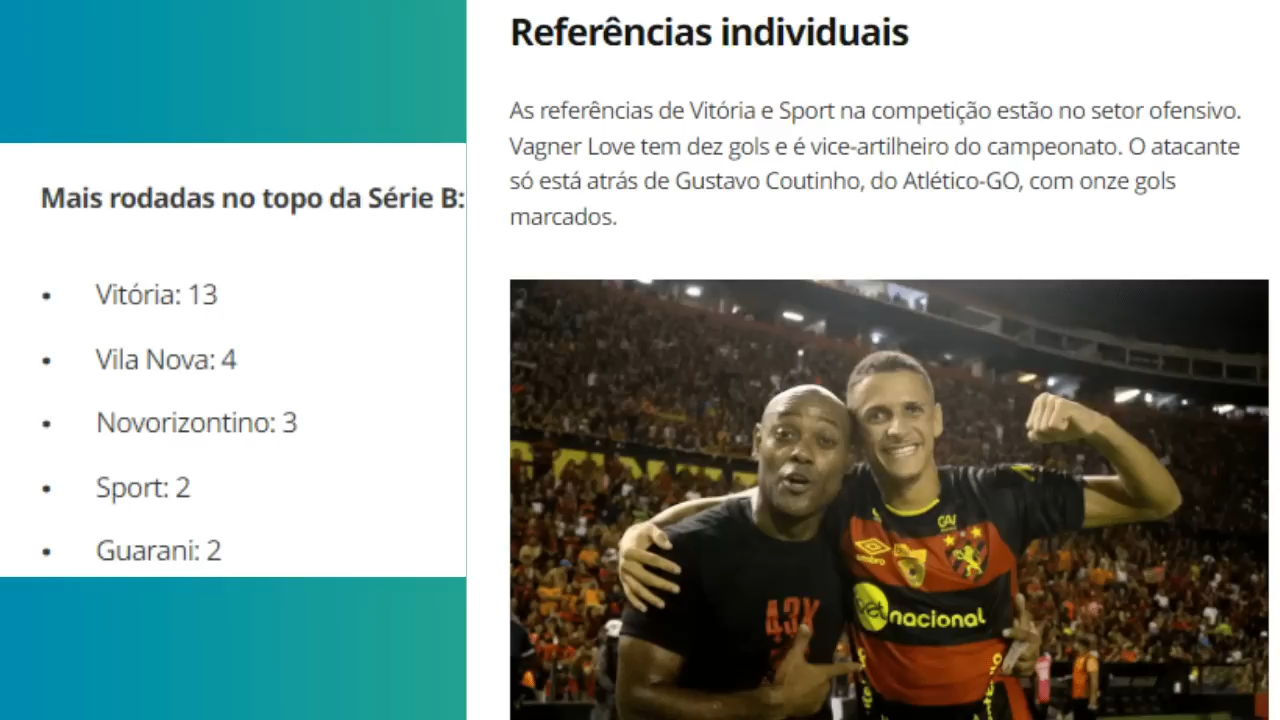 Mais rodadas no topo da Série B:
• Vitória: 13
• Vila Nova: 4
• Novorizontino: 3
• Sport: 2
• Guarani: 2
Referências individuais
As referências de Vitória e Sport na competição estão no setor ofensivo.
Vagner Love tem dez gols e é vice-artilheiro do campeonato. O atacante
só está atrás de Gustavo Coutinho, do Atlético-GO, com onze gols
marcados.
43X
umbro
bet
nacional